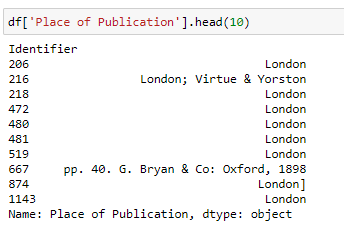 df['Place of Publication'].head(10)
Identifier
206 London
216 London; Virtue & Yorston
218 London
472 London
480 London
481 London
519 London
667 pp. 40. G. Bryan & Co: Oxford, 1898
874 London]
1143 London
Name: Place of Publication, dtype: object